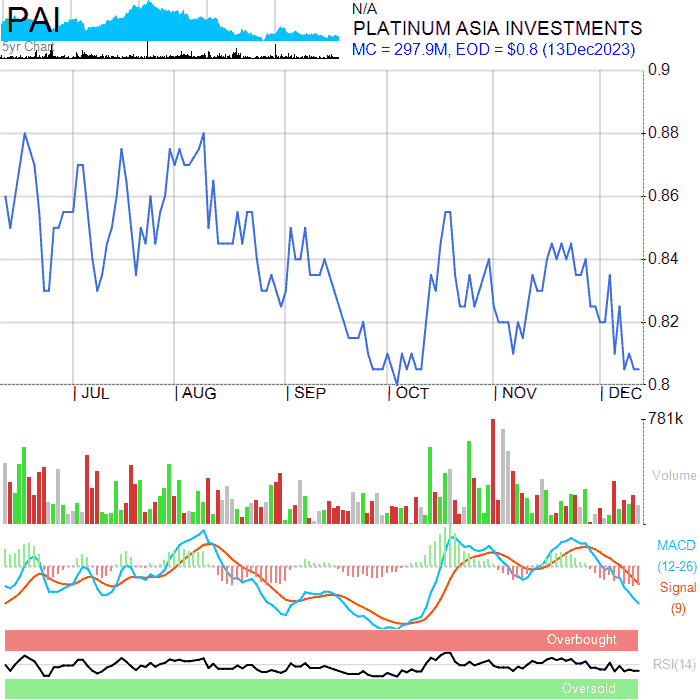 PAI
5yr Chart
N/A
PLATINUM ASIA INVESTMENTS
MC = 297.9M, EOD = $0.8 (13Dec2023)
0.9
0.88
0.86
0.84
0.82
0.8
JUL
AUG
SEP
OCT
NOV
DEC
781k
Volume
MACD
(12-26)
Signal
(9)
Overbought
RSI(14)
Oversold